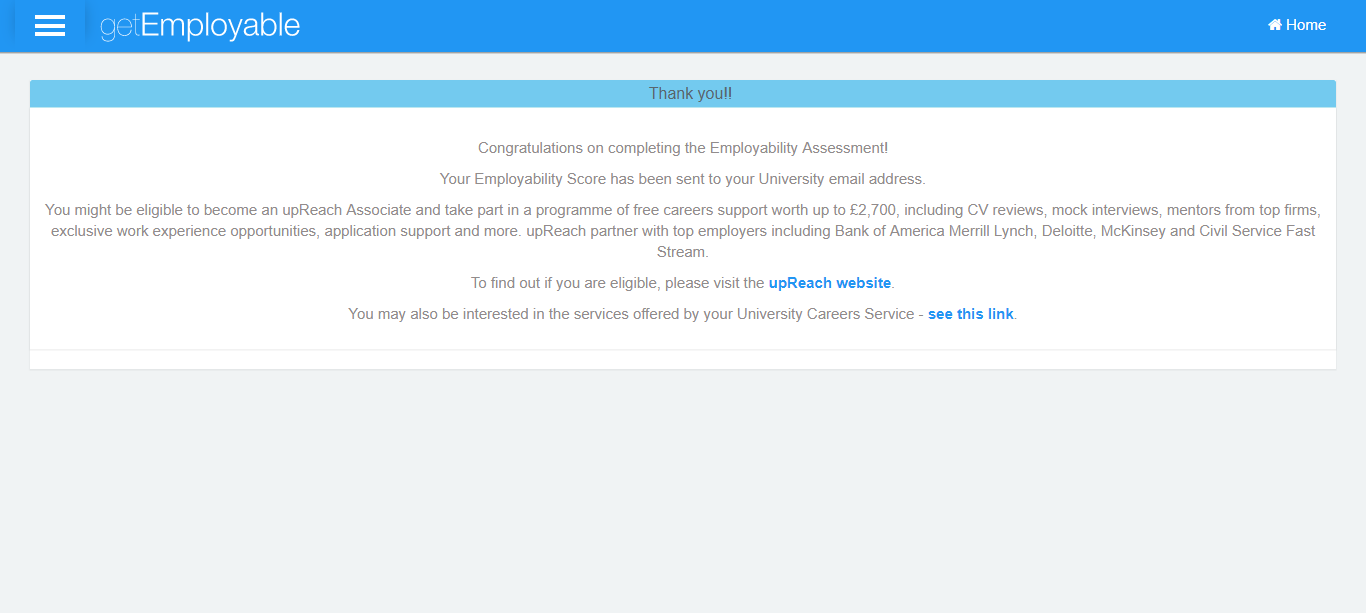 getEmployable
Home
Thank you!!
Congratulations on completing the Employability Assessment!
Your Employability Score has been sent to your University email address.
You might be eligible to become an upReach Associate and take part in a programme of free careers support worth up to £2,700, including CV reviews, mock interviews, mentors from top firms,
exclusive work experience opportunities, application support and more. upReach partner with top employers including Bank of America Merrill Lynch, Deloitte, McKinsey and Civil Service Fast
Stream.
To find out if you are eligible, please visit the upReach website.
You may also be interested in the services offered by your University Careers Service - see this link.